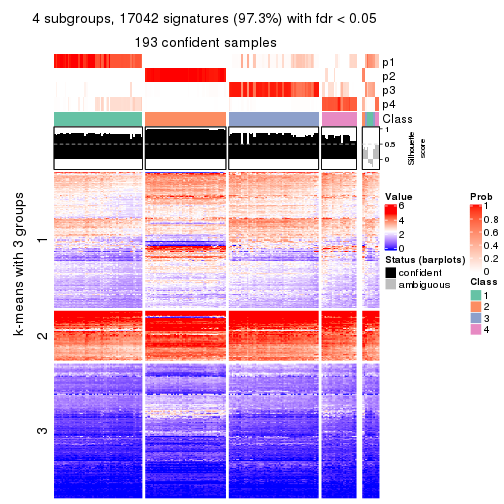 4 subgroups, 17042 signatures (97.3%) with fdr < 0.05
193 confident samples
p1
p2
p3
p4
Class
1
0.5
0
Silhouette
score
k-means with 3 groups
1
2
3
Value
6
4
2
0
Status (barplots)
confident
ambiguous
Prob
1
0.8
0.6
0.4
0.2
0
Class
1
2
3
4